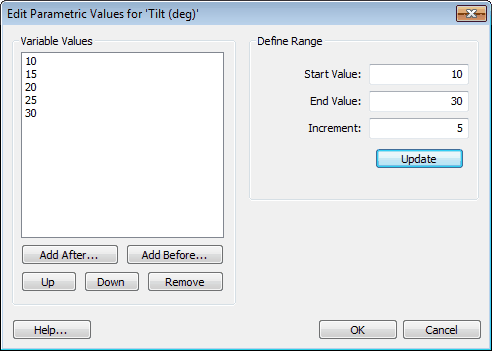 Edit Parametric Values for 'Tilt (deg)'
Variable Values
10
15
20
25
30
Add After...
Add Before...
Up
Down
Remove
Define Range
Start Value: 10
End Value: 30
Increment: 5
Update
Help...
OK
Cancel